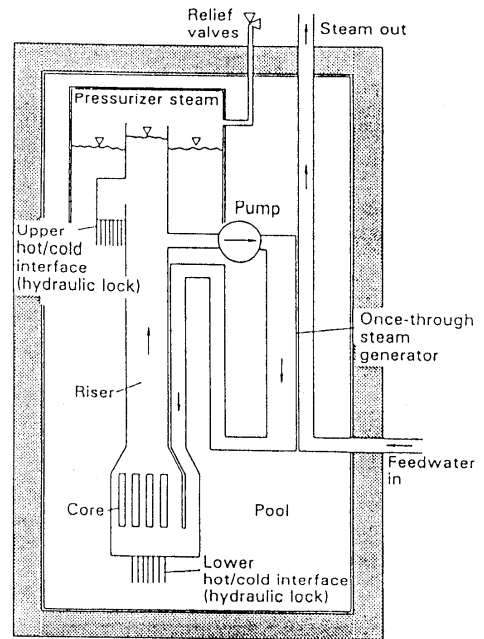 Relief
valves
Steam out
Pressurizer steam
Pump
Upper
hot/cold
interface
(hydraulic lock)
Once-through
steam
generator
Riser
Feedwater
in
Core
Pool
Lower
hot/cold interface
(hydraulic lock)